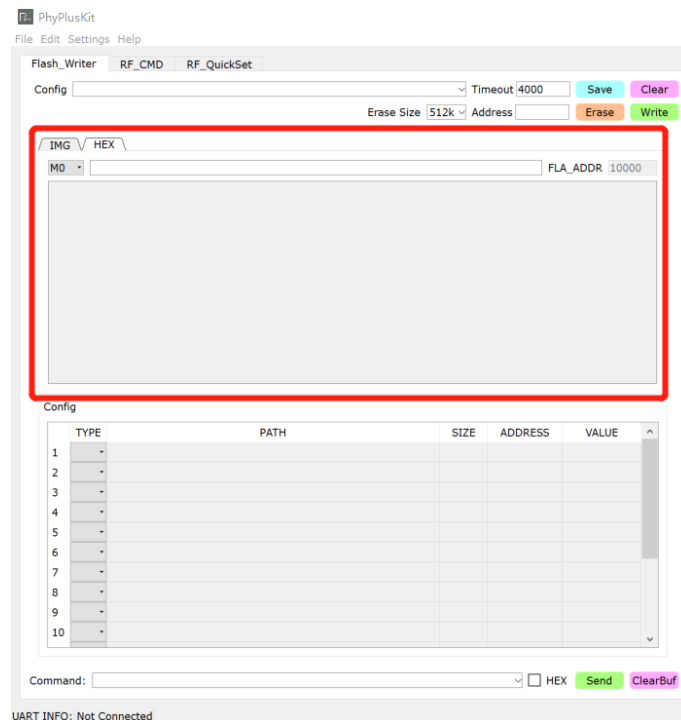 PhyPlusKit
File Edit Settings Help
Flash_Writer RF_CMD RF_QuickSet
Config Timeout 4000 Save Clear
Erase Size 512k Address Erase Write
IMG HEX
M0 FLA_ADDR 10000
Config
TYPE PATH SIZE ADDRESS VALUE
1
2
3
4
5
6
7
8
9
10
Command: HEX Send ClearBuf
UART INFO: Not Connected